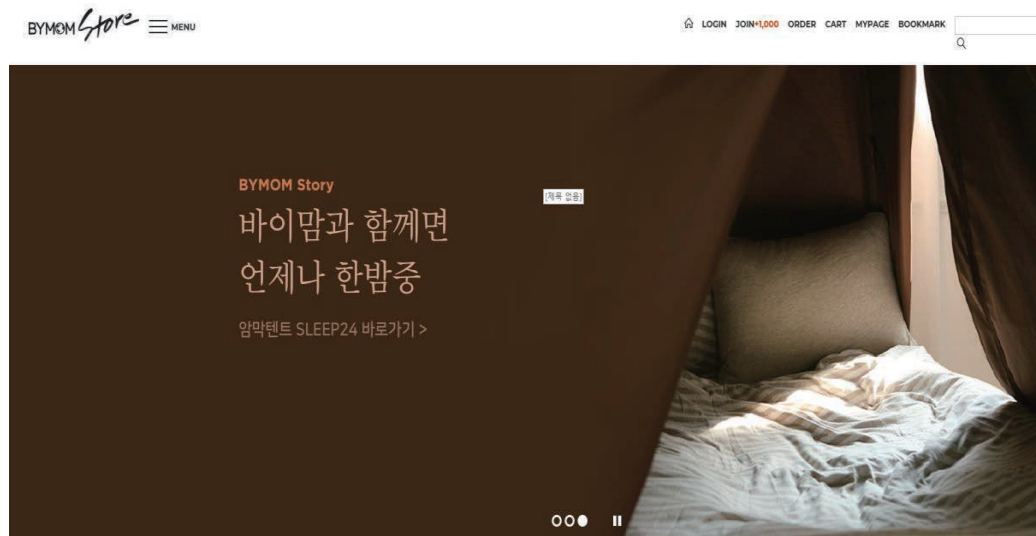 BYMOM Store MENU
LOGIN JOIN+1,000 ORDER CART MYPAGE BOOKMARK
BYMOM Story
[제목 없음]
바이맘과 함께면
언제나 한밤중
암막텐트 SLEEP24 바로가기 >